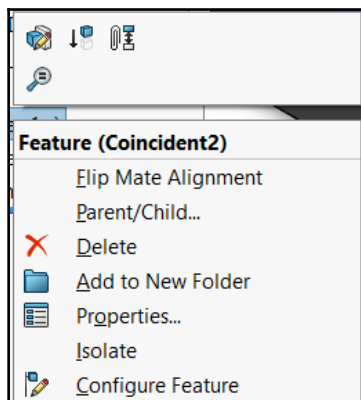 Feature (Coincident2)
Flip Mate Alignment
Parent/Child...
Delete
Add to New Folder
Properties...
Isolate
Configure Feature